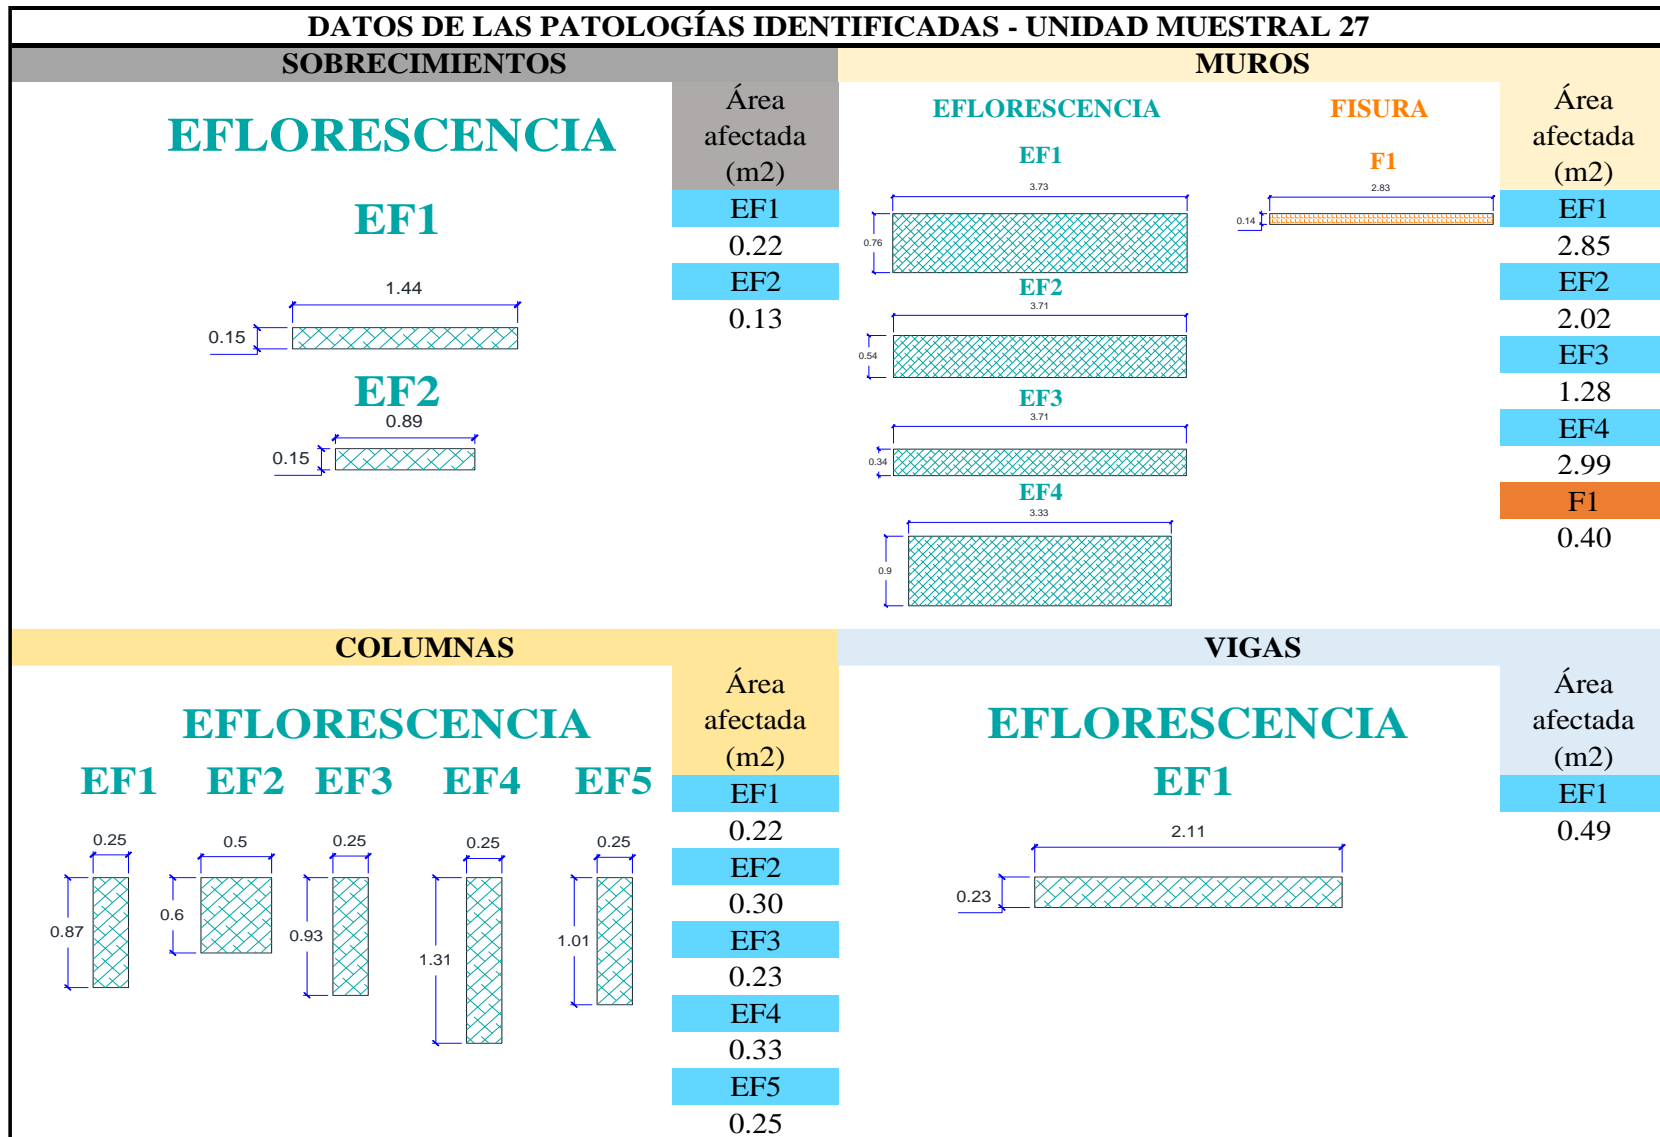 DATOS DE LAS PATOLOGÍAS IDENTIFICADAS - UNIDAD MUESTRAL 27
SOBRECIMIENTOS
EFLORESCENCIA
EF1
1.44
0.15
EF2
0.89
0.15
Área
afectada
(m2)
EF1
0.22
EF2
0.13
MUROS
EFLORESCENCIA
EF1
3.73
0.76
EF2
3.71
0.54
EF3
3.71
0.34
EF4
3.33
0.9
FISURA
F1
2.83
0.14
Área
afectada
(m2)
EF1
2.85
EF2
2.02
EF3
1.28
EF4
2.99
F1
0.40
COLUMNAS
EFLORESCENCIA
EF1 EF2 EF3 EF4 EF5
0.25 0.5 0.25 0.25 0.25
0.87 0.6 0.93 1.31 1.01
Área
afectada
(m2)
EF1
0.22
EF2
0.30
EF3
0.23
EF4
0.33
EF5
0.25
VIGAS
EFLORESCENCIA
EF1
2.11
0.23
Área
afectada
(m2)
EF1
0.49